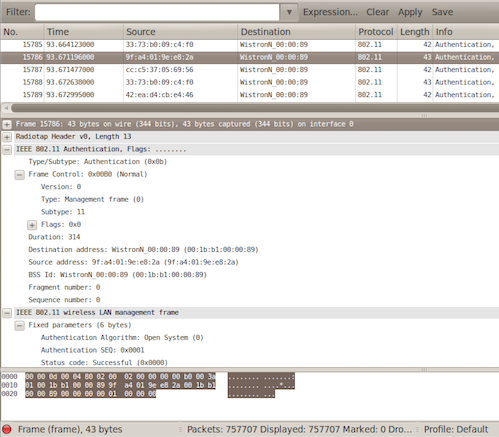 Filter: Expression... Clear Apply Save
No. Time Source Destination Protocol Length Info
15785 93.664123000 33:73:b0:09:c4:f0 WistronN_00:00:89 802.11 42 Authentication,
15786 93.671196000 9f:a4:01:9e:e8:2a WistronN_00:00:89 802.11 43 Authentication,
15787 93.671477000 cc:c5:37:05:69:56 WistronN_00:00:89 802.11 42 Authentication,
15788 93.672638000 33:73:b0:09:c4:f0 WistronN_00:00:89 802.11 42 Authentication,
15789 93.672995000 42:ea:d4:cb:e4:46 WistronN_00:00:89 802.11 42 Authentication,
Frame 15786: 43 bytes on wire (344 bits), 43 bytes captured (344 bits) on interface 0
Radiotap Header v0, Length 13
IEEE 802.11 Authentication, Flags: ........
Type/Subtype: Authentication (0x0b)
Frame Control: 0x00B0 (Normal)
Version: 0
Type: Management frame (0)
Subtype: 11
Flags: 0x0
Duration: 314
Destination address: WistronN_00:00:89 (00:1b:b1:00:00:89)
Source address: 9f:a4:01:9e:e8:2a (9f:a4:01:9e:e8:2a)
BSS Id: WistronN_00:00:89 (00:1b:b1:00:00:89)
Fragment number: 0
Sequence number: 0
IEEE 802.11 wireless LAN management frame
Fixed parameters (6 bytes)
Authentication Algorithm: Open System (0)
Authentication SEQ: 0x0001
Status code: Successful (0x0000)
0000 00 00 0d 00 04 80 02 00 02 00 00 00 00 b0 00 3a ........ .......:
0010 01 00 1b b1 00 00 89 9f a4 01 9e e8 2a 00 1b b1 ........ ....*...
0020 00 00 89 00 00 00 00 01 00 00 00 ........ ...
Frame (frame), 43 bytes Packets: 757707 Displayed: 757707 Marked: 0 Dro... Profile: Default